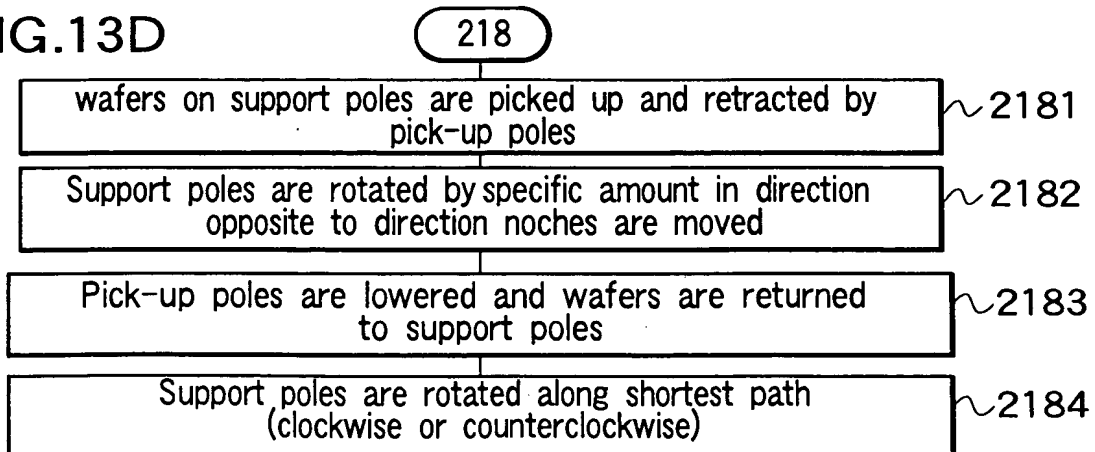 IG.13D
218
wafers on support poles are picked up and retracted by
pick-up poles
2181
Support poles are rotated by specific amount in direction
opposite to direction noches are moved
2182
Pick-up poles are lowered and wafers are returned
to support poles
2183
Support poles are rotated along shortest path
(clockwise or counterclockwise)
2184